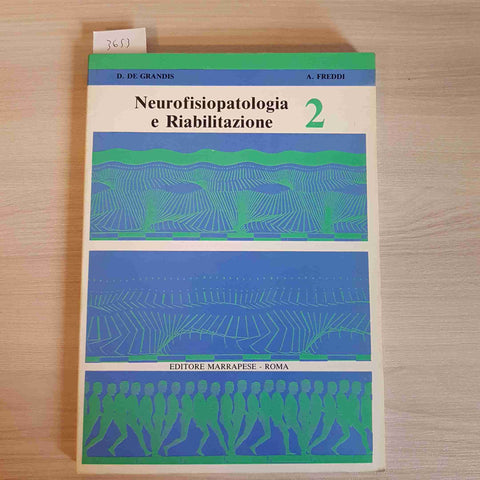 3653
D. DE GRANDIS A. FREDDI
Neurofisiopatologia
e Riabilitazione 2
EDITORE MARRAPESE - ROMA